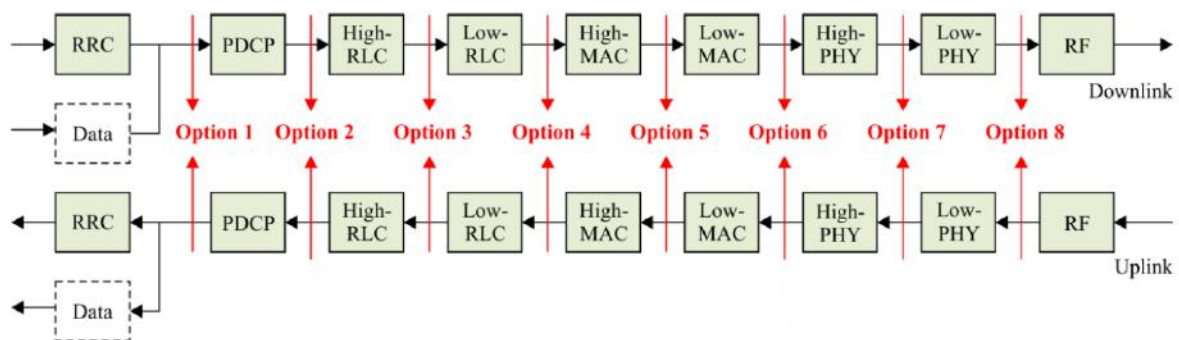 RRC
PDCP
High-
RLC
Low-
RLC
High-
MAC
Low-
MAC
High-
PHY
Low-
PHY
RF
Downlink
Data
Option 1
Option 2
Option 3
Option 4
Option 5
Option 6
Option 7
Option 8
RRC
PDCP
High-
RLC
Low-
RLC
High-
MAC
Low-
MAC
High-
PHY
Low-
PHY
RF
Uplink
Data